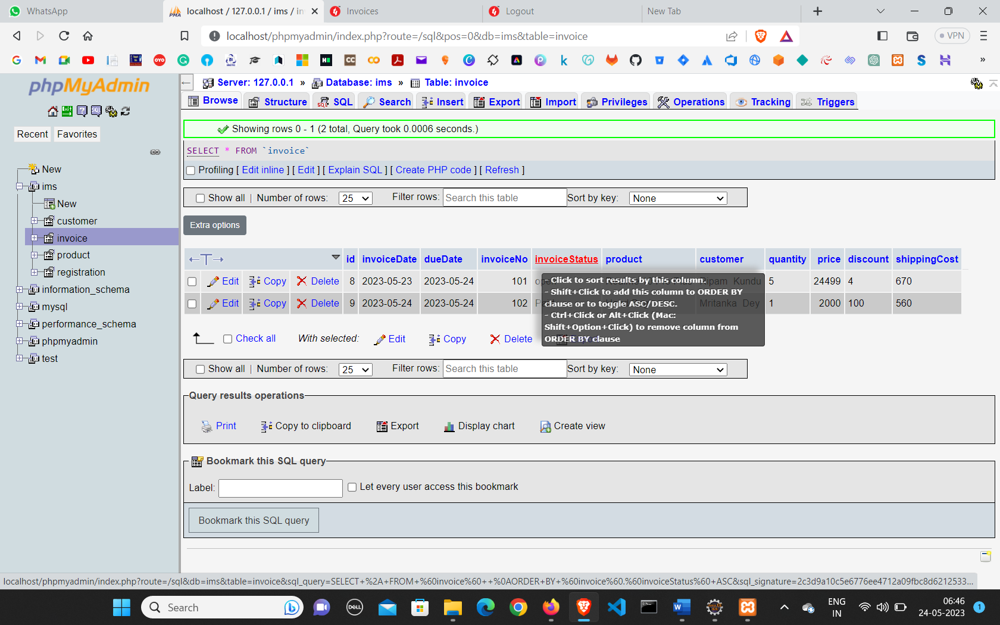 WhatsApp
localhost / 127.0.0.1 / ims / in
Invoices
Logout
New Tab
localhost/phpmyadmin/index.php?route=/sql&pos=0&db=ims&table=invoice
VPN
phpMyAdmin
Server: 127.0.0.1 » Database: ims » Table: invoice
Browse Structure SQL Search Insert Export Import Privileges Operations Tracking Triggers
Recent Favorites
New
ims
New
customer
invoice
product
registration
information_schema
mysql
performance_schema
phpmyadmin
test
Showing rows 0 - 1 (2 total, Query took 0.0006 seconds.)
SELECT * FROM `invoice`
Profiling [ Edit inline ] [ Edit ] [ Explain SQL ] [ Create PHP code ] [ Refresh ]
Show all | Number of rows: 25 Filter rows: Search this table Sort by key: None
Extra options
←T→ id invoiceDate dueDate invoiceNo invoiceStatus product customer quantity price discount shippingCost
Edit Copy Delete 8 2023-05-23 2023-05-24 101 Ripam Kundu 5 24499 4 670
Edit Copy Delete 9 2023-05-24 2023-05-24 102 Mritanka Dey 1 2000 100 560
- Click to sort results by this column.
- Shift+Click to add this column to ORDER BY
clause or to toggle ASC/DESC.
- Ctrl+Click or Alt+Click (Mac:
Shift+Option+Click) to remove column from
ORDER BY clause
Check all With selected: Edit Copy Delete
Show all | Number of rows: 25 Filter rows: Search this table Sort by key: None
Query results operations
Print Copy to clipboard Export Display chart Create view
Bookmark this SQL query
Label: Let every user access this bookmark
Bookmark this SQL query
localhost/phpmyadmin/index.php?route=/sql&db=ims&table=invoice&sql_query=SELECT+%2A+FROM+%60invoice%60++%0AORDER+BY+%60invoice%60.%60invoiceStatus%60+ASC&sql_signature=2c3d9a10c5e6776ee4712a09fbc8d6212533...
Search
ENG
IN
06:46
24-05-2023
1